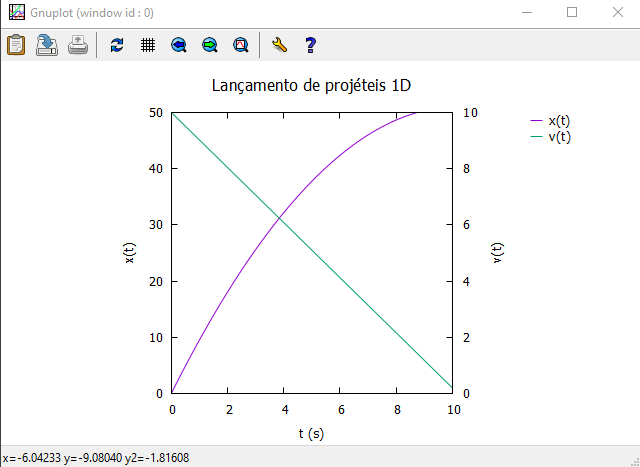 Gnuplot (window id : 0)
Lançamento de projéteis 1D
x(t)
v(t)
50
40
30
20
10
0
x(t)
10
8
6
4
2
0
v(t)
0 2 4 6 8 10
t (s)
x=-6.04233 y=-9.08040 y2=-1.81608